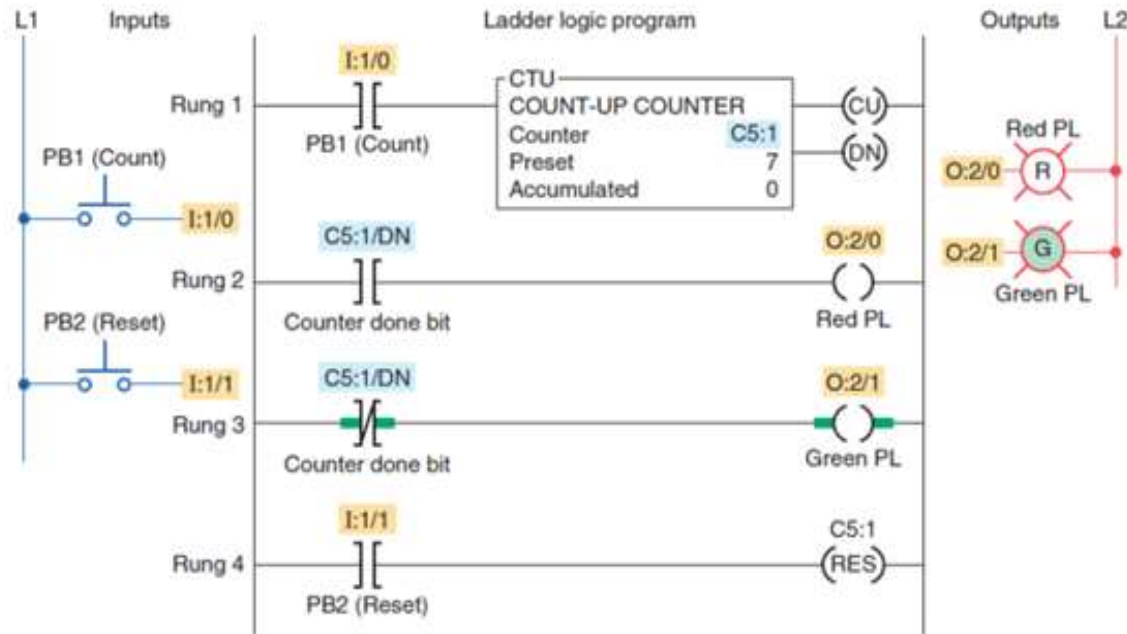 L1 Inputs Ladder logic program Outputs L2
I:1/0
Rung 1
PB1 (Count)
CTU
COUNT-UP COUNTER
Counter C5:1
Preset 7
Accumulated 0
CU
DN
PB1 (Count)
I:1/0
Red PL
O:2/0 R
O:2/1 G
Green PL
C5:1/DN O:2/0
Rung 2
Counter done bit Red PL
PB2 (Reset)
I:1/1
C5:1/DN O:2/1
Rung 3
Counter done bit Green PL
I:1/1 C5:1
Rung 4 RES
PB2 (Reset)